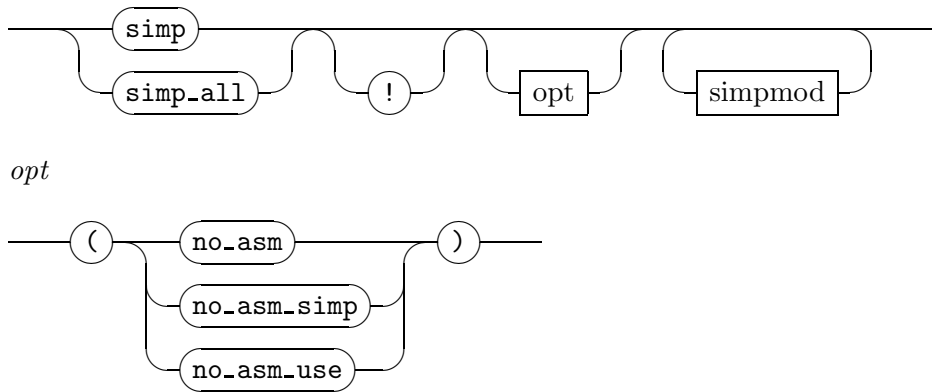 simp
simp_all ! opt simpmod
opt
( no_asm )
no_asm_simp
no_asm_use